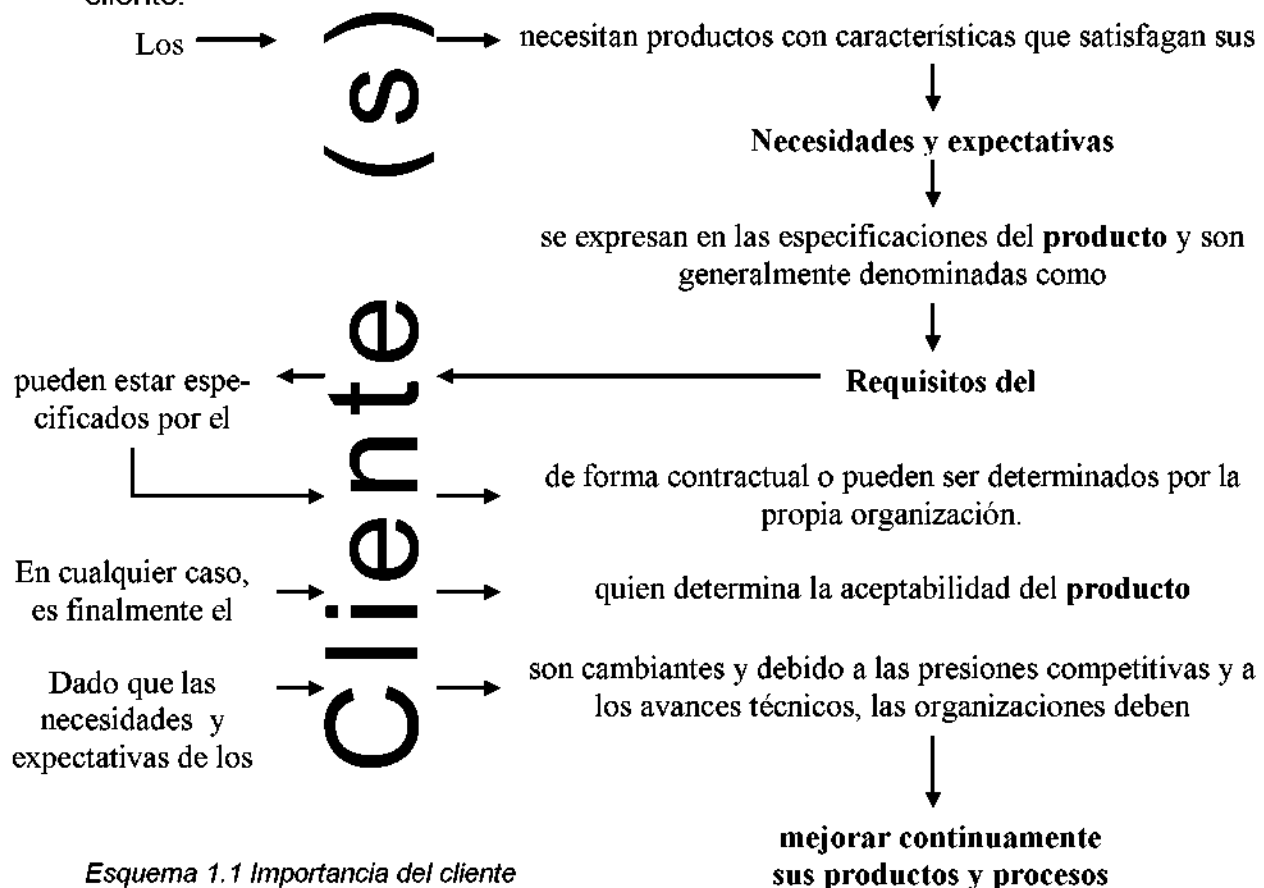 cliente.
Los
necesitan productos con características que satisfagan sus
Necesidades y expectativas
se expresan en las especificaciones del producto y son
generalmente denominadas como
Requisitos del
Cliente (s)
pueden estar espe-
cificados por el
de forma contractual o pueden ser determinados por la
propia organización.
En cualquier caso,
es finalmente el
quien determina la aceptabilidad del producto
Dado que las
necesidades y
expectativas de los
son cambiantes y debido a las presiones competitivas y a
los avances técnicos, las organizaciones deben
mejorar continuamente
sus productos y procesos
Esquema 1.1 Importancia del cliente